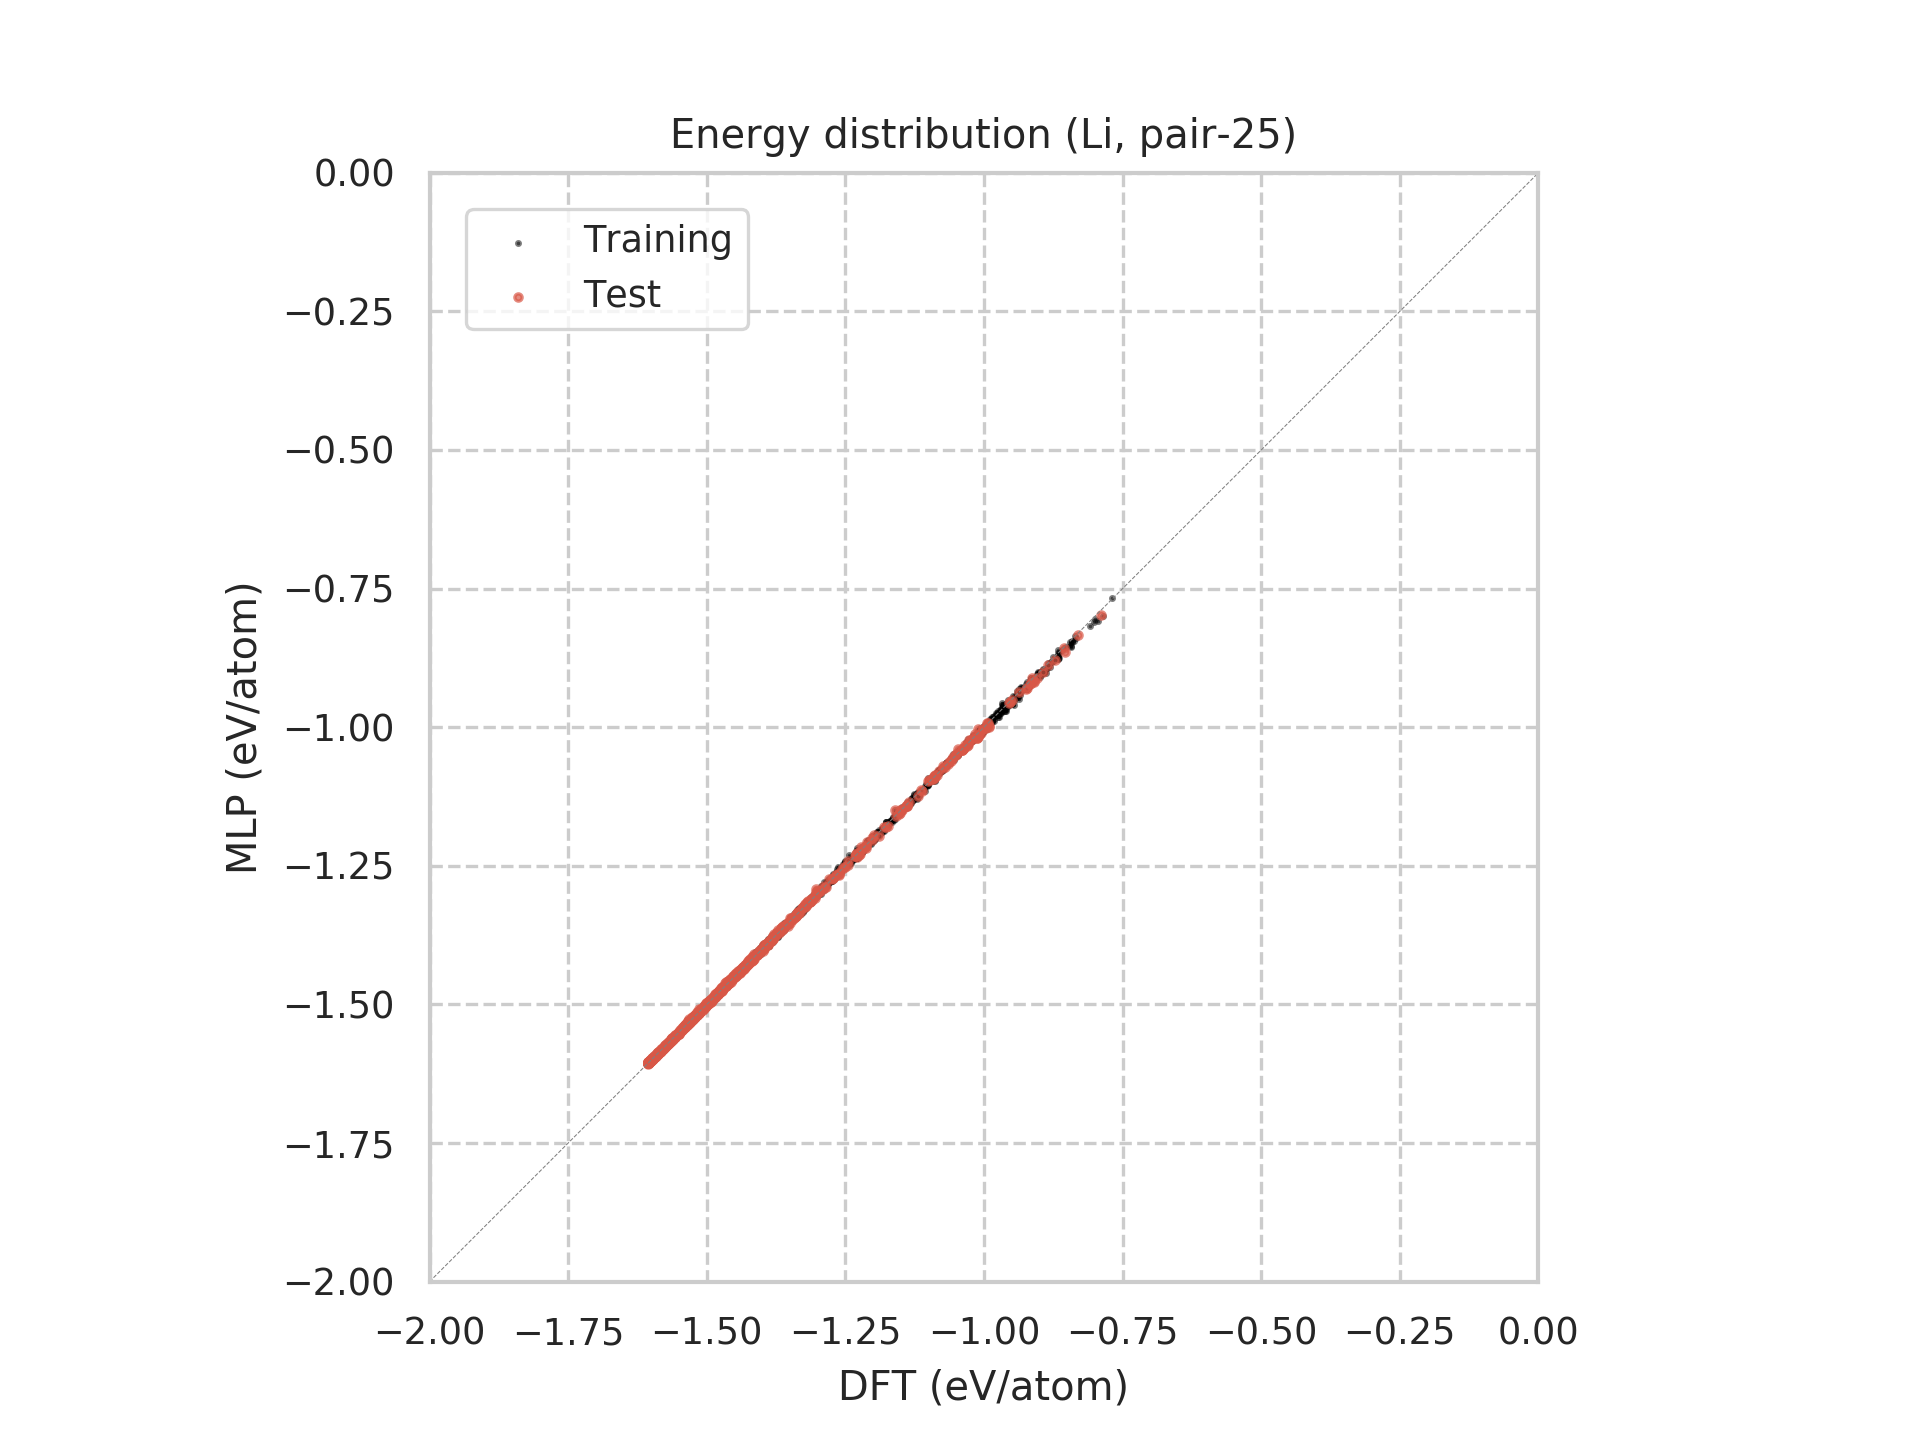 Energy distribution (Li, pair-25)
0.00
−0.25
−0.50
−0.75
−1.00
−1.25
−1.50
−1.75
−2.00
MLP (eV/atom)
Training
Test
−2.00 −1.75 −1.50 −1.25 −1.00 −0.75 −0.50 −0.25 0.00
DFT (eV/atom)